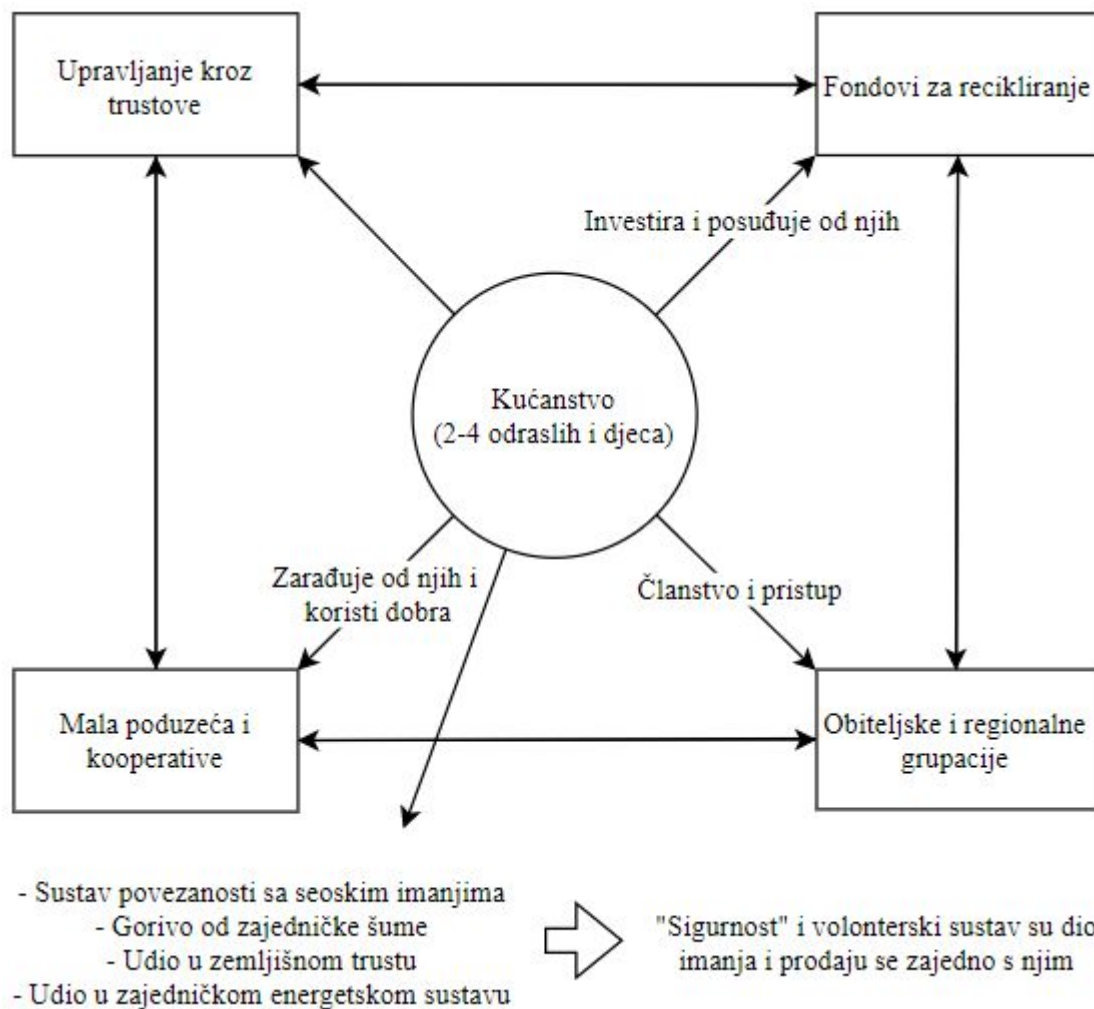 Upravljanje kroz
trustove
Fondovi za recikliranje
Investira i posuđuje od njih
Kućanstvo
(2-4 odraslih i djeca)
Zarađuje od njih i
koristi dobra
Članstvo i pristup
Mala poduzeća i
kooperative
Obiteljske i regionalne
grupacije
- Sustav povezanosti sa seoskim imanjima
- Gorivo od zajedničke šume
- Udio u zemljišnom trustu
- Udio u zajedničkom energetskom sustavu
"Sigurnost" i volonterski sustav su dio
imanja i prodaju se zajedno s njim